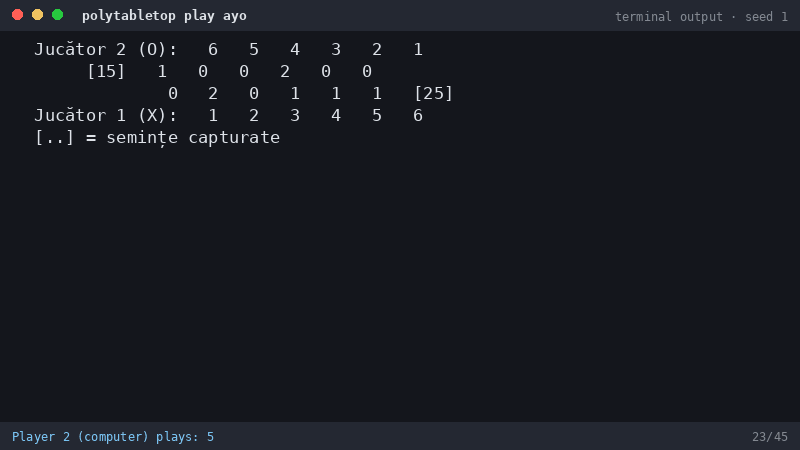 polytabletop play ayo
terminal output · seed 1
Jucător 2 (O):   6   5   4   3   2   1
[15]   1   0   0   2   0   0
0   2   0   1   1   1   [25]
Jucător 1 (X):   1   2   3   4   5   6
[..] = semințe capturate
Player 2 (computer) plays: 5
23/45